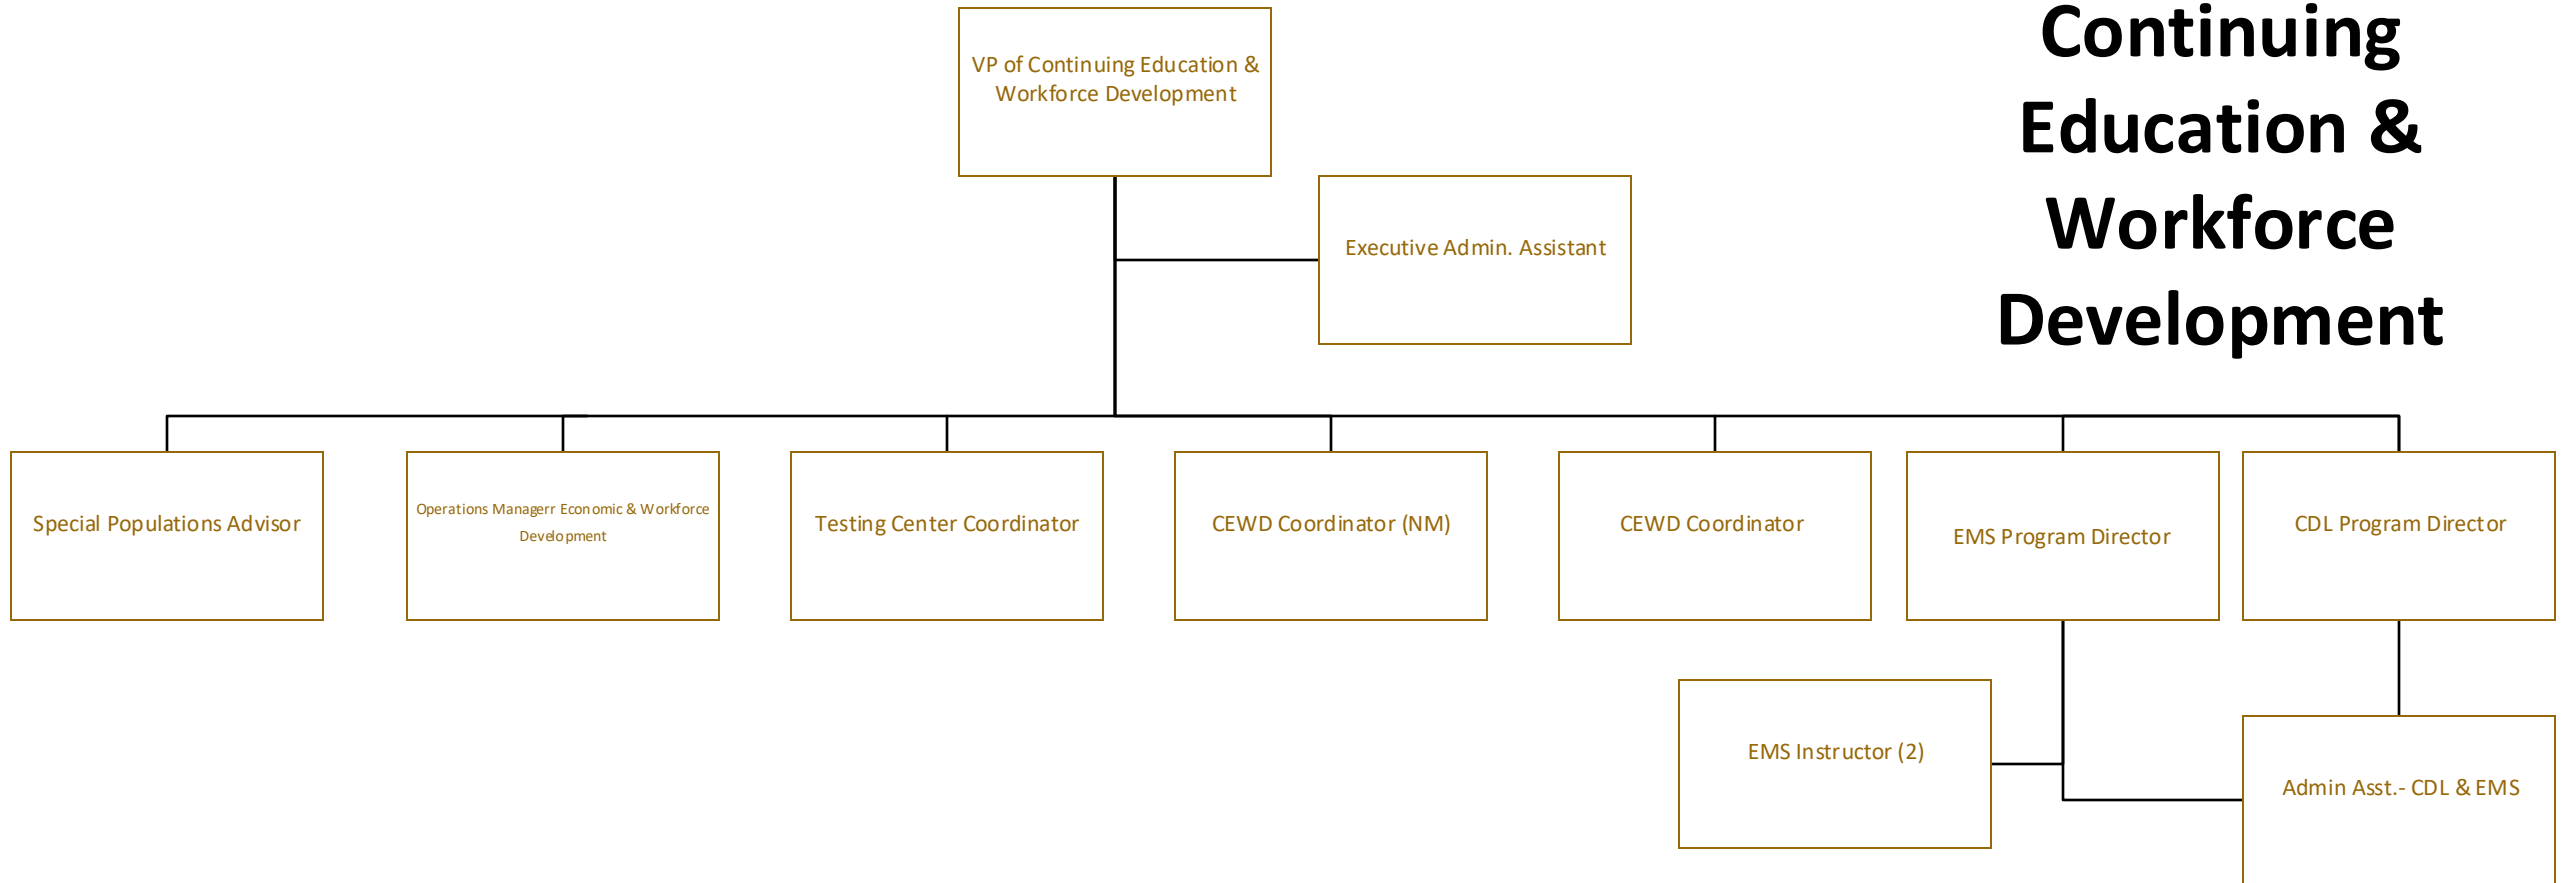 Continuing
Education &
Workforce
Development
VP of Continuing Education &
Workforce Development
Executive Admin. Assistant
Special Populations Advisor
Operations Managerr Economic & Workforce
Development
Testing Center Coordinator
CEWD Coordinator (NM)
CEWD Coordinator
EMS Program Director
CDL Program Director
EMS Instructor (2)
Admin Asst.- CDL & EMS